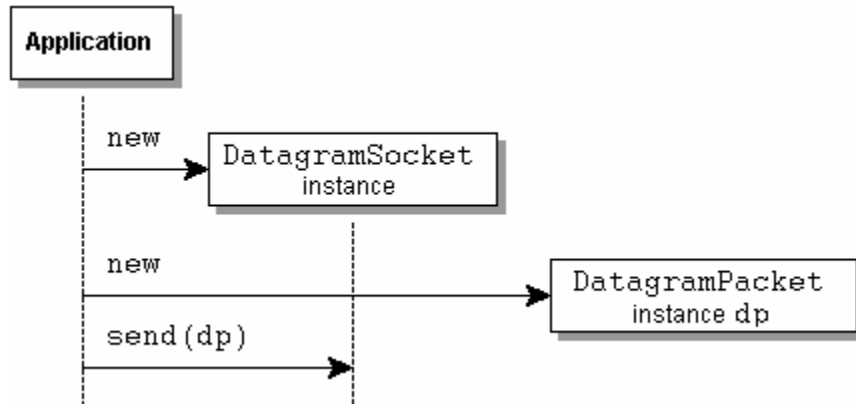 Application
new
DatagramSocket
instance
new
DatagramPacket
instance dp
send(dp)